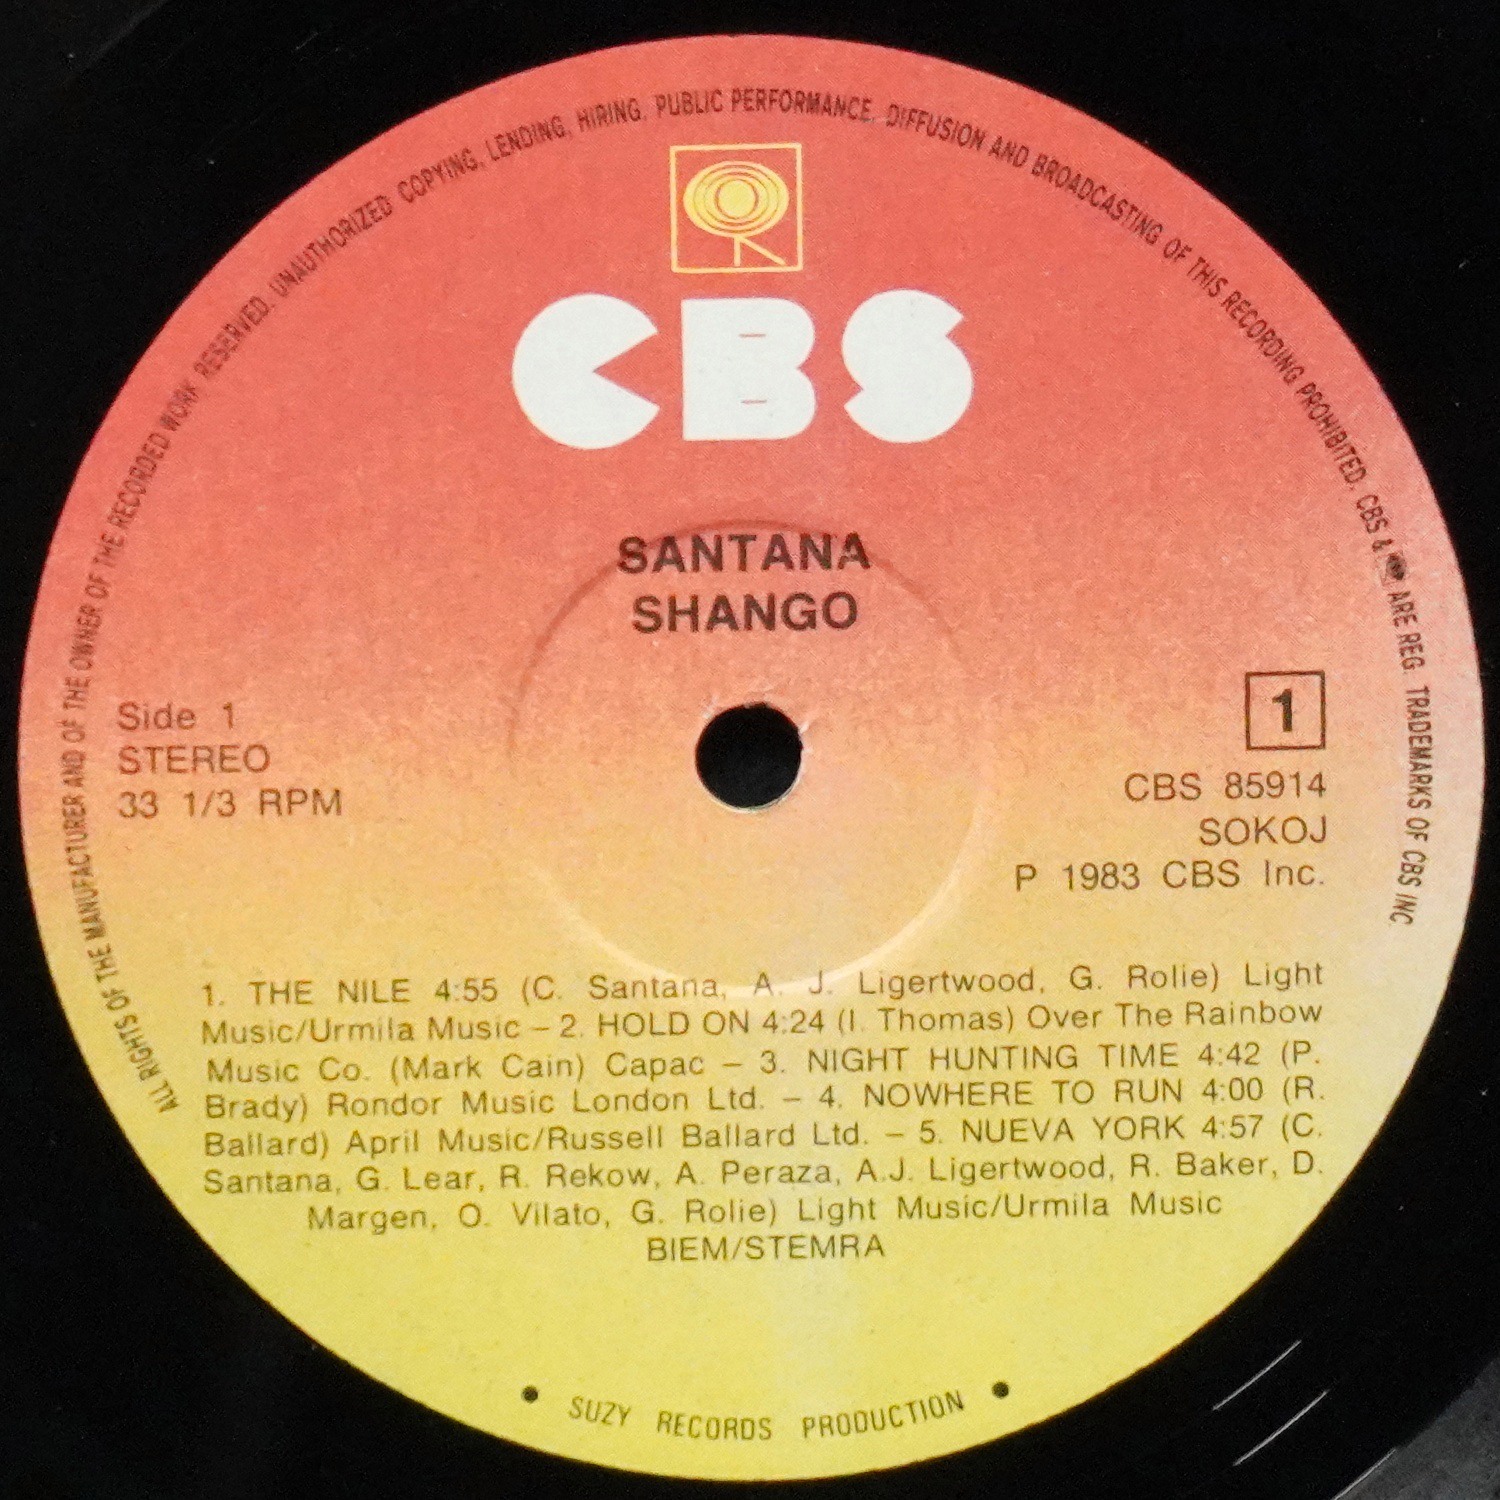 ALL RIGHTS OF THE MANUFACTURER AND OF THE OWNER OF THE RECORDED WORK RESERVED. UNAUTHORIZED COPYING, LENDING, HIRING, PUBLIC PERFORMANCE, DIFFUSION AND BROADCASTING OF THIS RECORDING PROHIBITED. CBS & ARE REG. TRADEMARKS OF CBS INC
CBS
SANTANA
SHANGO
Side 1
STEREO
33 1/3 RPM
1
CBS 85914
SOKOJ
P 1983 CBS Inc.
1. THE NILE 4:55 (C. Santana, A. J. Ligertwood, G. Rolie) Light
Music/Urmila Music – 2. HOLD ON 4:24 (I. Thomas) Over The Rainbow
Music Co. (Mark Cain) Capac – 3. NIGHT HUNTING TIME 4:42 (P.
Brady) Rondor Music London Ltd. – 4. NOWHERE TO RUN 4:00 (R.
Ballard) April Music/Russell Ballard Ltd. – 5. NUEVA YORK 4:57 (C.
Santana, G. Lear, R. Rekow, A. Peraza, A.J. Ligertwood, R. Baker, D.
Margen, O. Vilato, G. Rolie) Light Music/Urmila Music
BIEM/STEMRA
• SUZY RECORDS PRODUCTION •